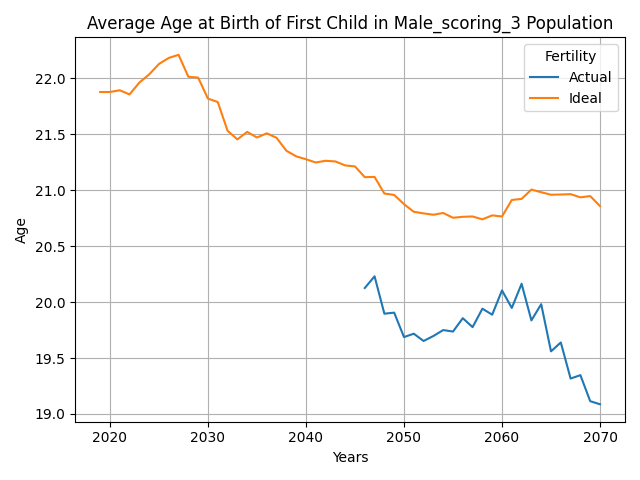 Average Age at Birth of First Child in Male_scoring_3 Population
Fertility
Actual
Ideal
Age
22.0
21.5
21.0
20.5
20.0
19.5
19.0
2020 2030 2040 2050 2060 2070
Years